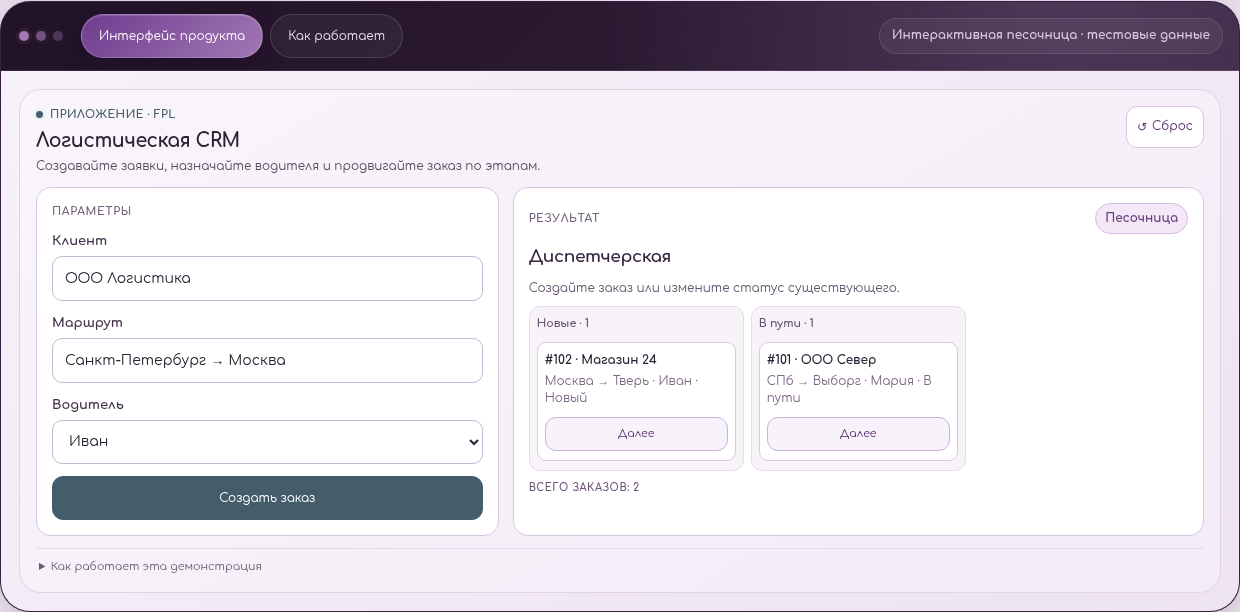 Интерфейс продукта
Как работает
Интерактивная песочница · тестовые данные
ПРИЛОЖЕНИЕ · FPL
Логистическая CRM
Создавайте заявки, назначайте водителя и продвигайте заказ по этапам.
↺ Сброс
ПАРАМЕТРЫ
Клиент
ООО Логистика
Маршрут
Санкт-Петербург → Москва
Водитель
Иван
Создать заказ
РЕЗУЛЬТАТ
Песочница
Диспетчерская
Создайте заказ или измените статус существующего.
Новые · 1
#102 · Магазин 24
Москва → Тверь · Иван ·
Новый
Далее
В пути · 1
#101 · ООО Север
СПб → Выборг · Мария · В
пути
Далее
ВСЕГО ЗАКАЗОВ: 2
Как работает эта демонстрация